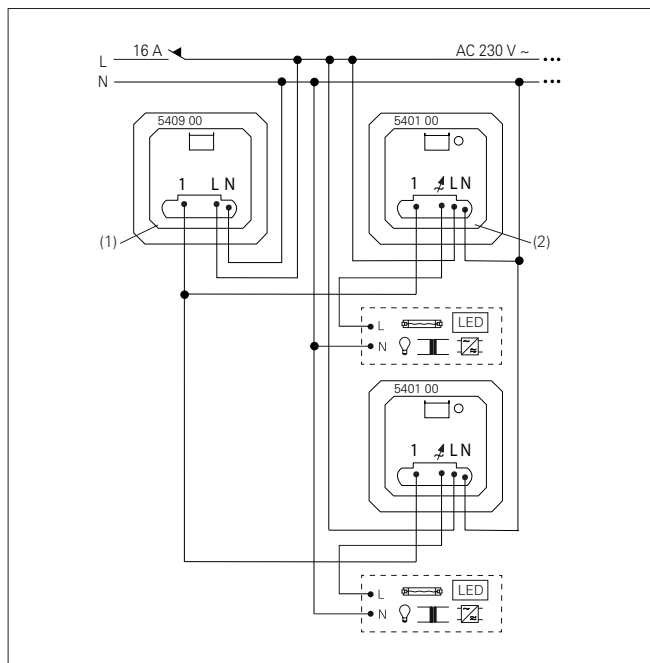 L 16 A AC 230 V ~ •••
N •••
5409 00 5401 00
1 L N 1 L N
(1) (2)
L LED
N
5401 00
1 L N
L LED
N